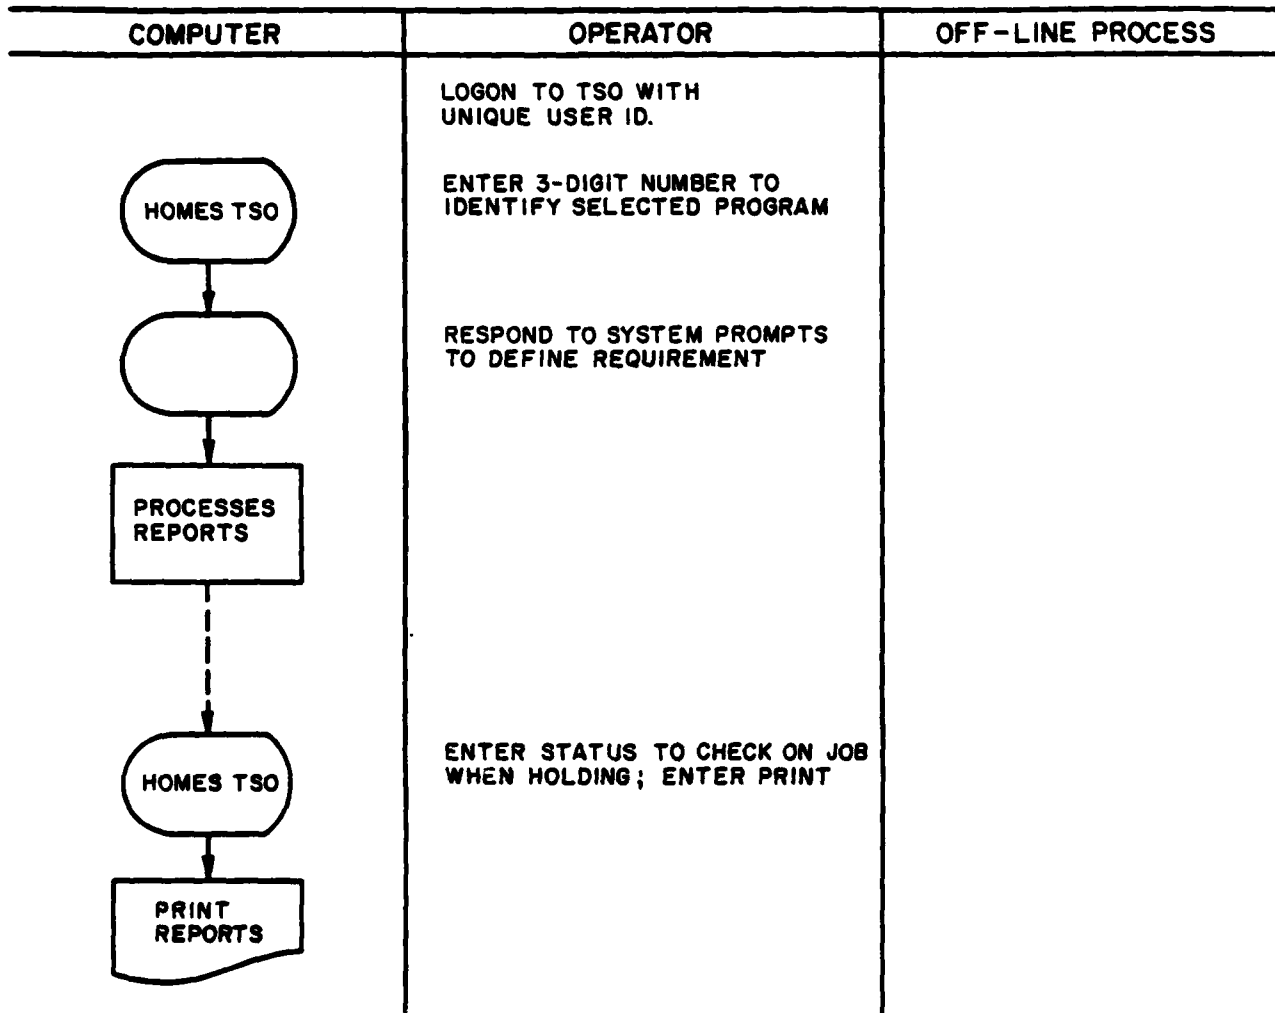 COMPUTER
OPERATOR
OFF-LINE PROCESS
LOGON TO TSO WITH
UNIQUE USER ID.
HOMES TSO
ENTER 3-DIGIT NUMBER TO
IDENTIFY SELECTED PROGRAM
RESPOND TO SYSTEM PROMPTS
TO DEFINE REQUIREMENT
PROCESSES
REPORTS
HOMES TSO
ENTER STATUS TO CHECK ON JOB
WHEN HOLDING; ENTER PRINT
PRINT
REPORTS